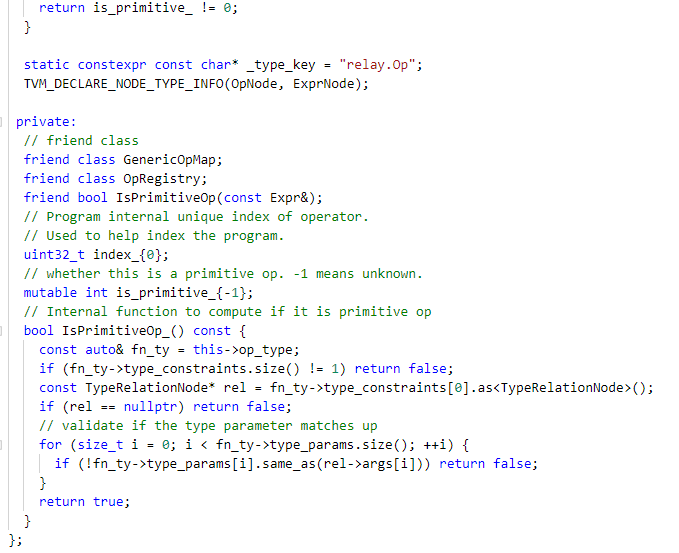 return is_primitive_ != 0;
  }

  static constexpr const char* _type_key = "relay.Op";
  TVM_DECLARE_NODE_TYPE_INFO(OpNode, ExprNode);

 private:
  // friend class
  friend class GenericOpMap;
  friend class OpRegistry;
  friend bool IsPrimitiveOp(const Expr&);
  // Program internal unique index of operator.
  // Used to help index the program.
  uint32_t index_{0};
  // whether this is a primitive op. -1 means unknown.
  mutable int is_primitive_{-1};
  // Internal function to compute if it is primitive op
  bool IsPrimitiveOp_() const {
    const auto& fn_ty = this->op_type;
    if (fn_ty->type_constraints.size() != 1) return false;
    const TypeRelationNode* rel = fn_ty->type_constraints[0].as<TypeRelationNode>();
    if (rel == nullptr) return false;
    // validate if the type parameter matches up
    for (size_t i = 0; i < fn_ty->type_params.size(); ++i) {
      if (!fn_ty->type_params[i].same_as(rel->args[i])) return false;
    }
    return true;
  }
};